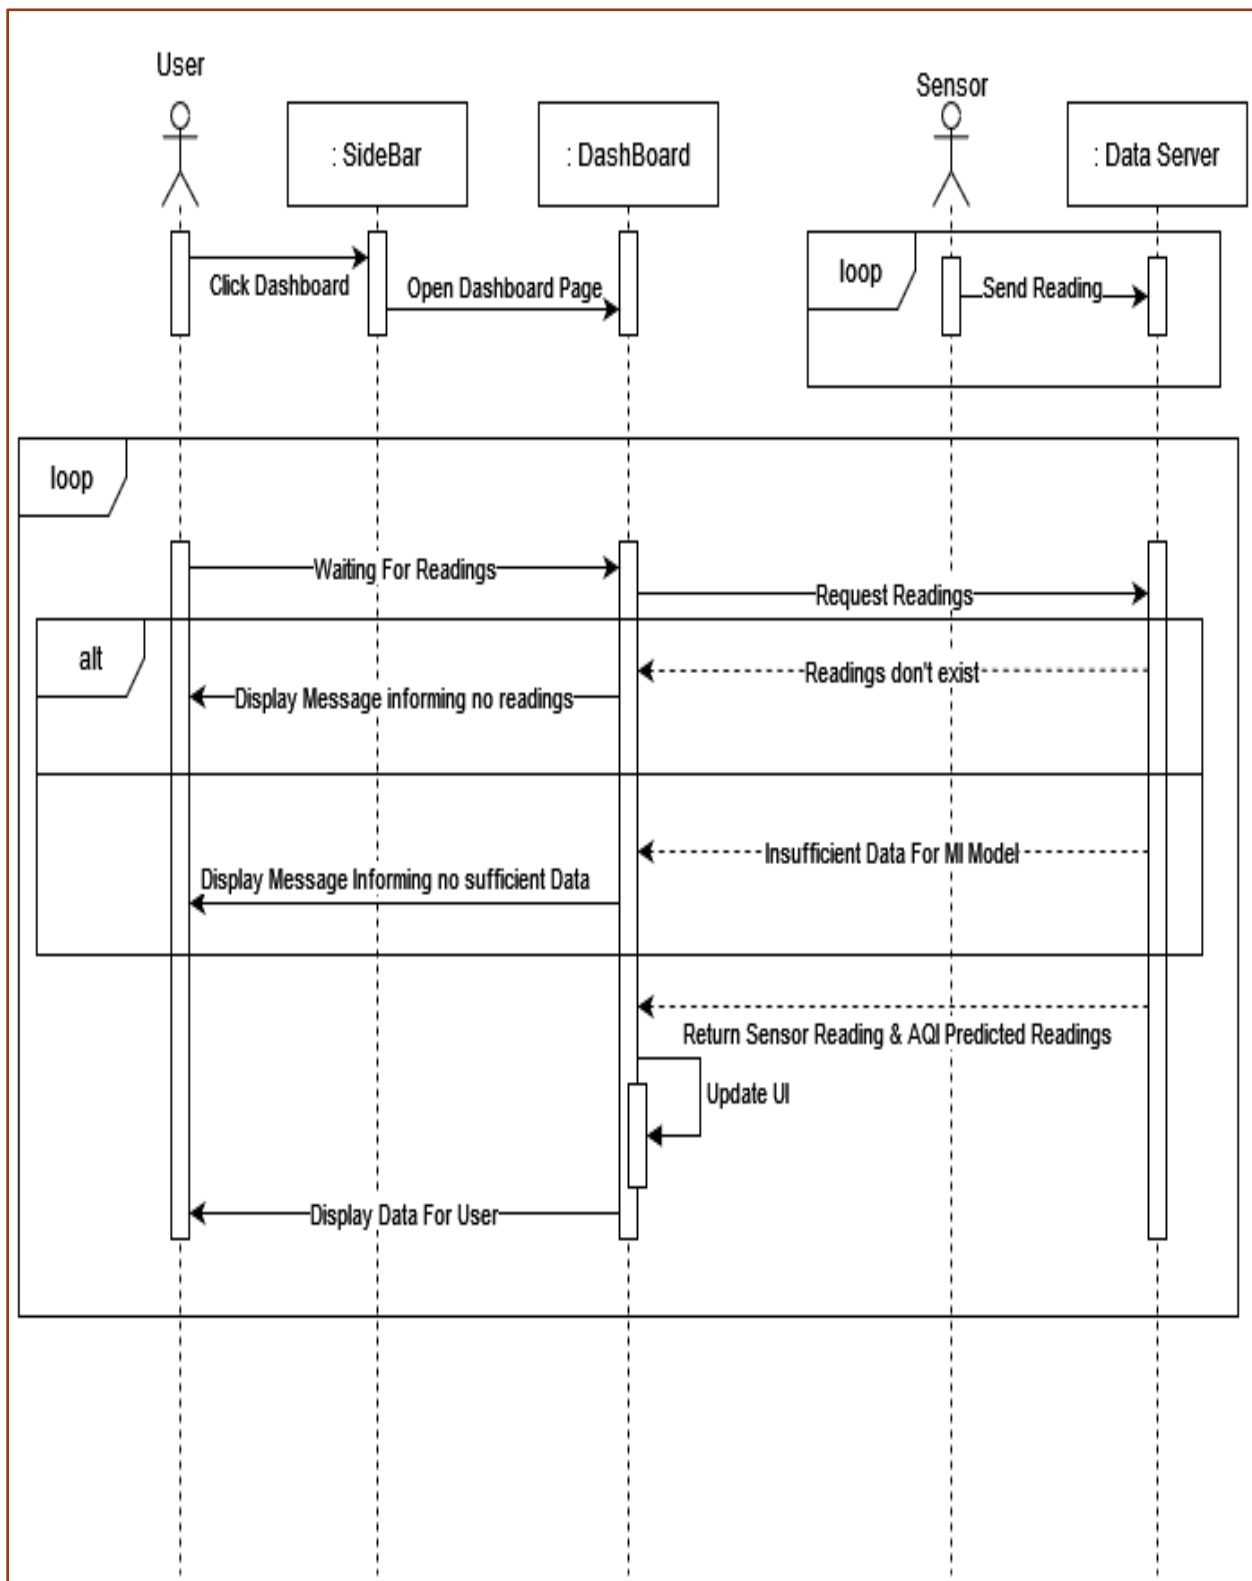 User
Sensor
: SideBar
: DashBoard
: Data Server
loop
Click Dashboard
Open Dashboard Page
Send Reading
loop
Waiting For Readings
Request Readings
alt
Readings don't exist
Display Message informing no readings
Insufficient Data For Ml Model
Display Message Informing no sufficient Data
Return Sensor Reading & AQI Predicted Readings
Update UI
Display Data For User